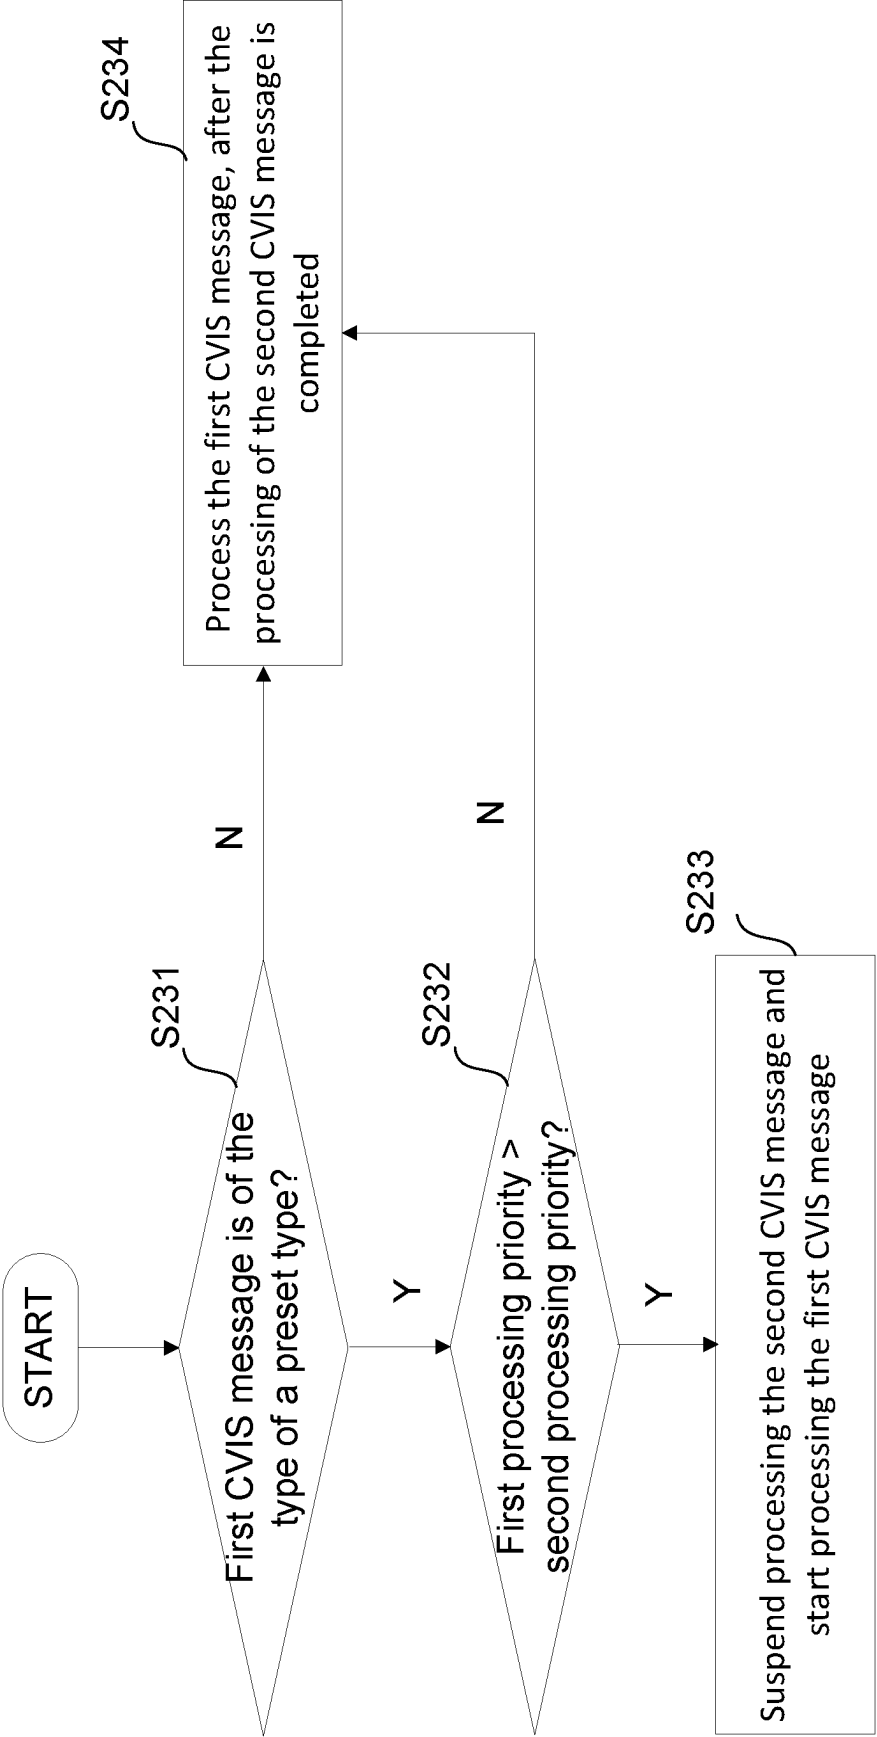 START
First CVIS message is of the
type of a preset type?
S231
N
Process the first CVIS message, after the
processing of the second CVIS message is
completed
S234
Y
First processing priority >
second processing priority?
S232
N
Y
Suspend processing the second CVIS message and
start processing the first CVIS message
S233